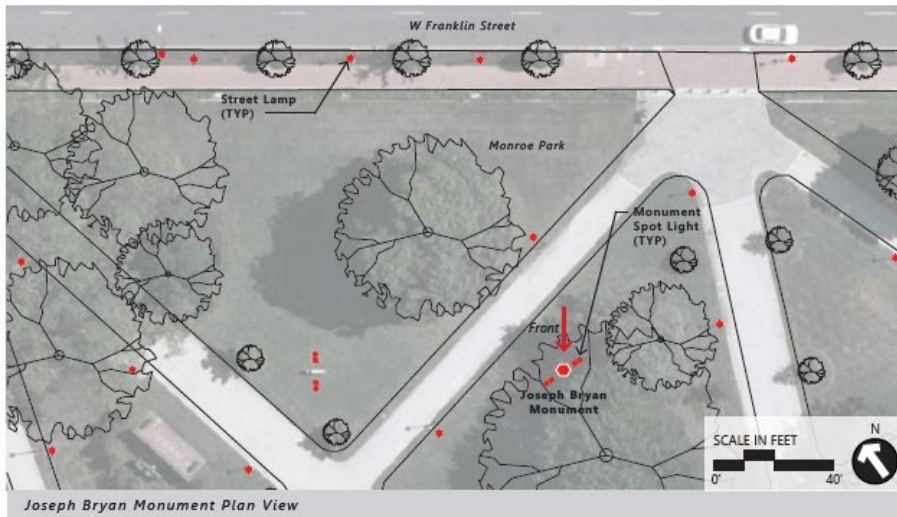 W Franklin Street
Street Lamp
(TYP)
Monroe Park
Monument
Spot Light
(TYP)
Front
Joseph Bryan
Monument
SCALE IN FEET
N
0'
40'
Joseph Bryan Monument Plan View